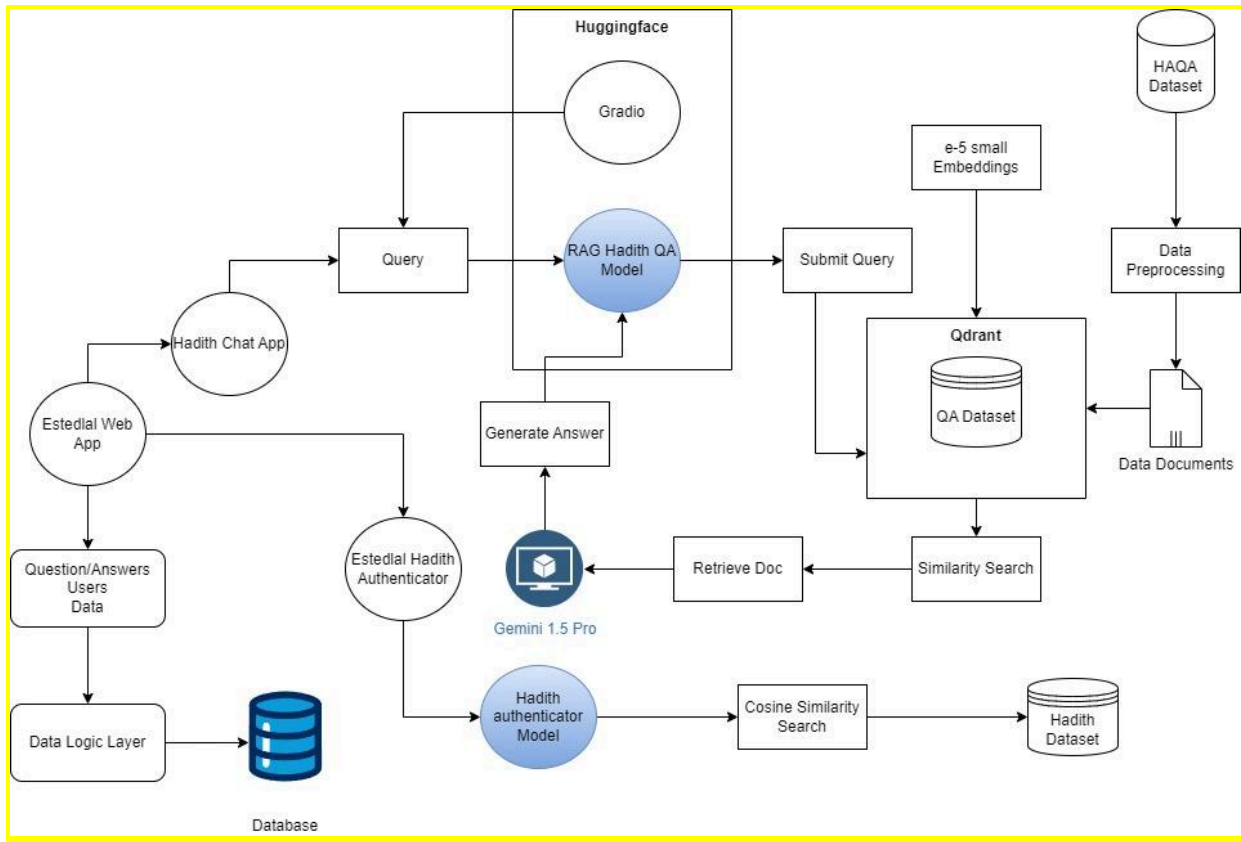 Huggingface
Gradio
HAQA
Dataset
e-5 small
Embeddings
Query
RAG Hadith QA
Model
Submit Query
Data
Preprocessing
Hadith Chat App
Qdrant
QA Dataset
Data Documents
Estedlal Web
App
Generate Answer
Question/Answers
Users
Data
Estedlal Hadith
Authenticator
Gemini 1.5 Pro
Retrieve Doc
Similarity Search
Data Logic Layer
Database
Hadith
authenticator
Model
Cosine Similarity
Search
Hadith
Dataset